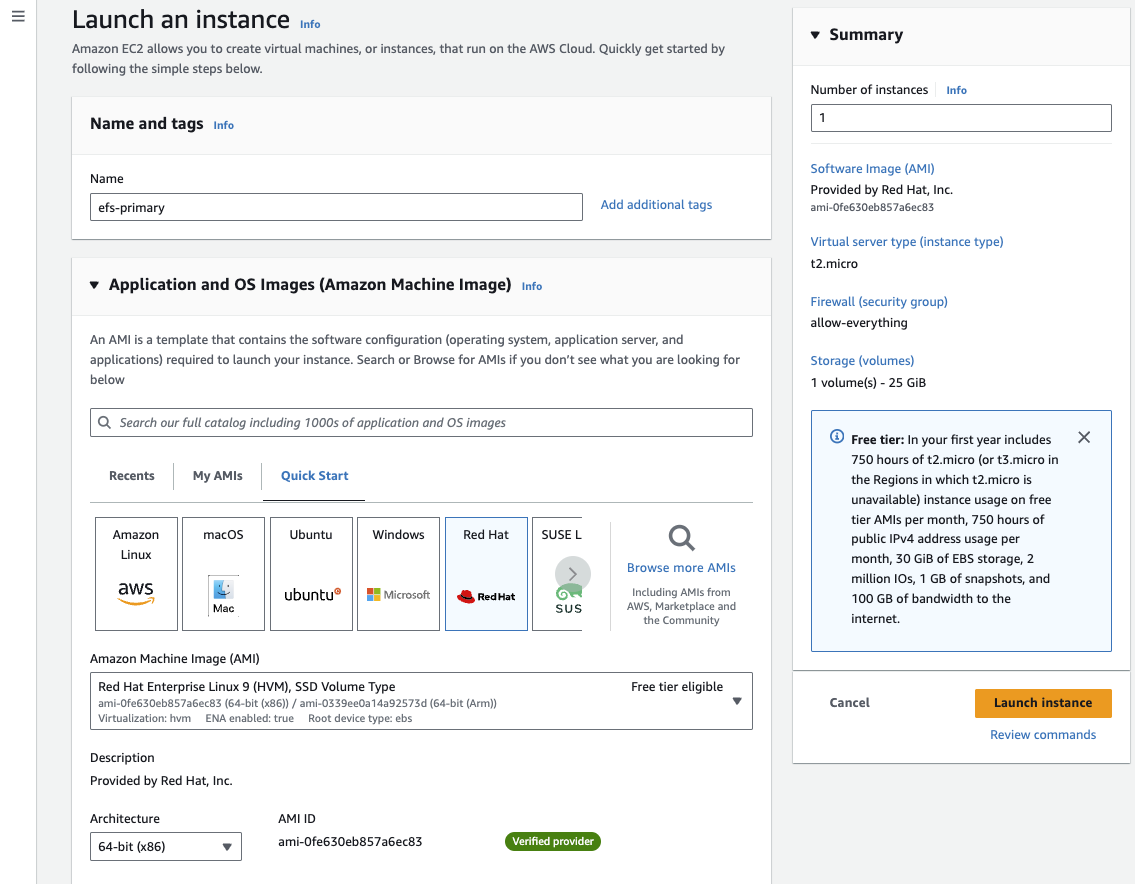 Launch an instance Info
Amazon EC2 allows you to create virtual machines, or instances, that run on the AWS Cloud. Quickly get started by
following the simple steps below.
Name and tags Info
Name
efs-primary
Add additional tags
Application and OS Images (Amazon Machine Image) Info
An AMI is a template that contains the software configuration (operating system, application server, and
applications) required to launch your instance. Search or Browse for AMIs if you don’t see what you are looking for
below
Search our full catalog including 1000s of application and OS images
Recents
My AMIs
Quick Start
Amazon
Linux
aws
macOS
Mac
Ubuntu
ubuntu
Windows
Microsoft
Red Hat
Red Hat
SUSE L
SUS
Browse more AMIs
Including AMIs from
AWS, Marketplace and
the Community
Amazon Machine Image (AMI)
Red Hat Enterprise Linux 9 (HVM), SSD Volume Type
Free tier eligible
ami-0fe630eb857a6ec83 (64-bit (x86)) / ami-0339ee0a14a92573d (64-bit (Arm))
Virtualization: hvm ENA enabled: true Root device type: ebs
Description
Provided by Red Hat, Inc.
Architecture
64-bit (x86)
AMI ID
ami-0fe630eb857a6ec83
Verified provider
Summary
Number of instances Info
1
Software Image (AMI)
Provided by Red Hat, Inc.
ami-0fe630eb857a6ec83
Virtual server type (instance type)
t2.micro
Firewall (security group)
allow-everything
Storage (volumes)
1 volume(s) - 25 GiB
Free tier: In your first year includes
750 hours of t2.micro (or t3.micro in
the Regions in which t2.micro is
unavailable) instance usage on free
tier AMIs per month, 750 hours of
public IPv4 address usage per
month, 30 GiB of EBS storage, 2
million IOs, 1 GB of snapshots, and
100 GB of bandwidth to the
internet.
Cancel
Launch instance
Review commands